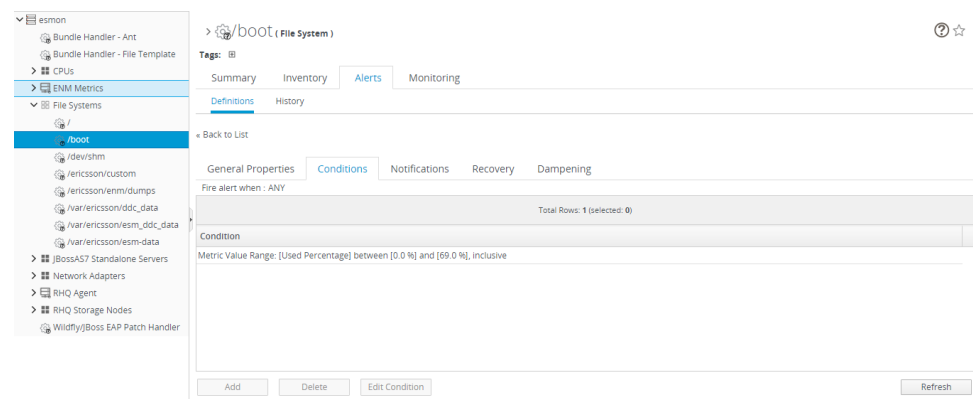 esmon
Bundle Handler - Ant
Bundle Handler - File Template
CPUs
ENM Metrics
File Systems
/
/boot
/dev/shm
/ericsson/custom
/ericsson/enm/dumps
/var/ericsson/ddc_data
/var/ericsson/esm_ddc_data
/var/ericsson/esm-data
JBossAS7 Standalone Servers
Network Adapters
RHQ Agent
RHQ Storage Nodes
Wildfly/JBoss EAP Patch Handler
/boot ( File System )
Tags:
Summary Inventory Alerts Monitoring
Definitions History
« Back to List
General Properties Conditions Notifications Recovery Dampening
Fire alert when : ANY
Total Rows: 1 (selected: 0)
Condition
Metric Value Range: [Used Percentage] between [0.0 %] and [69.0 %], inclusive
Add Delete Edit Condition Refresh